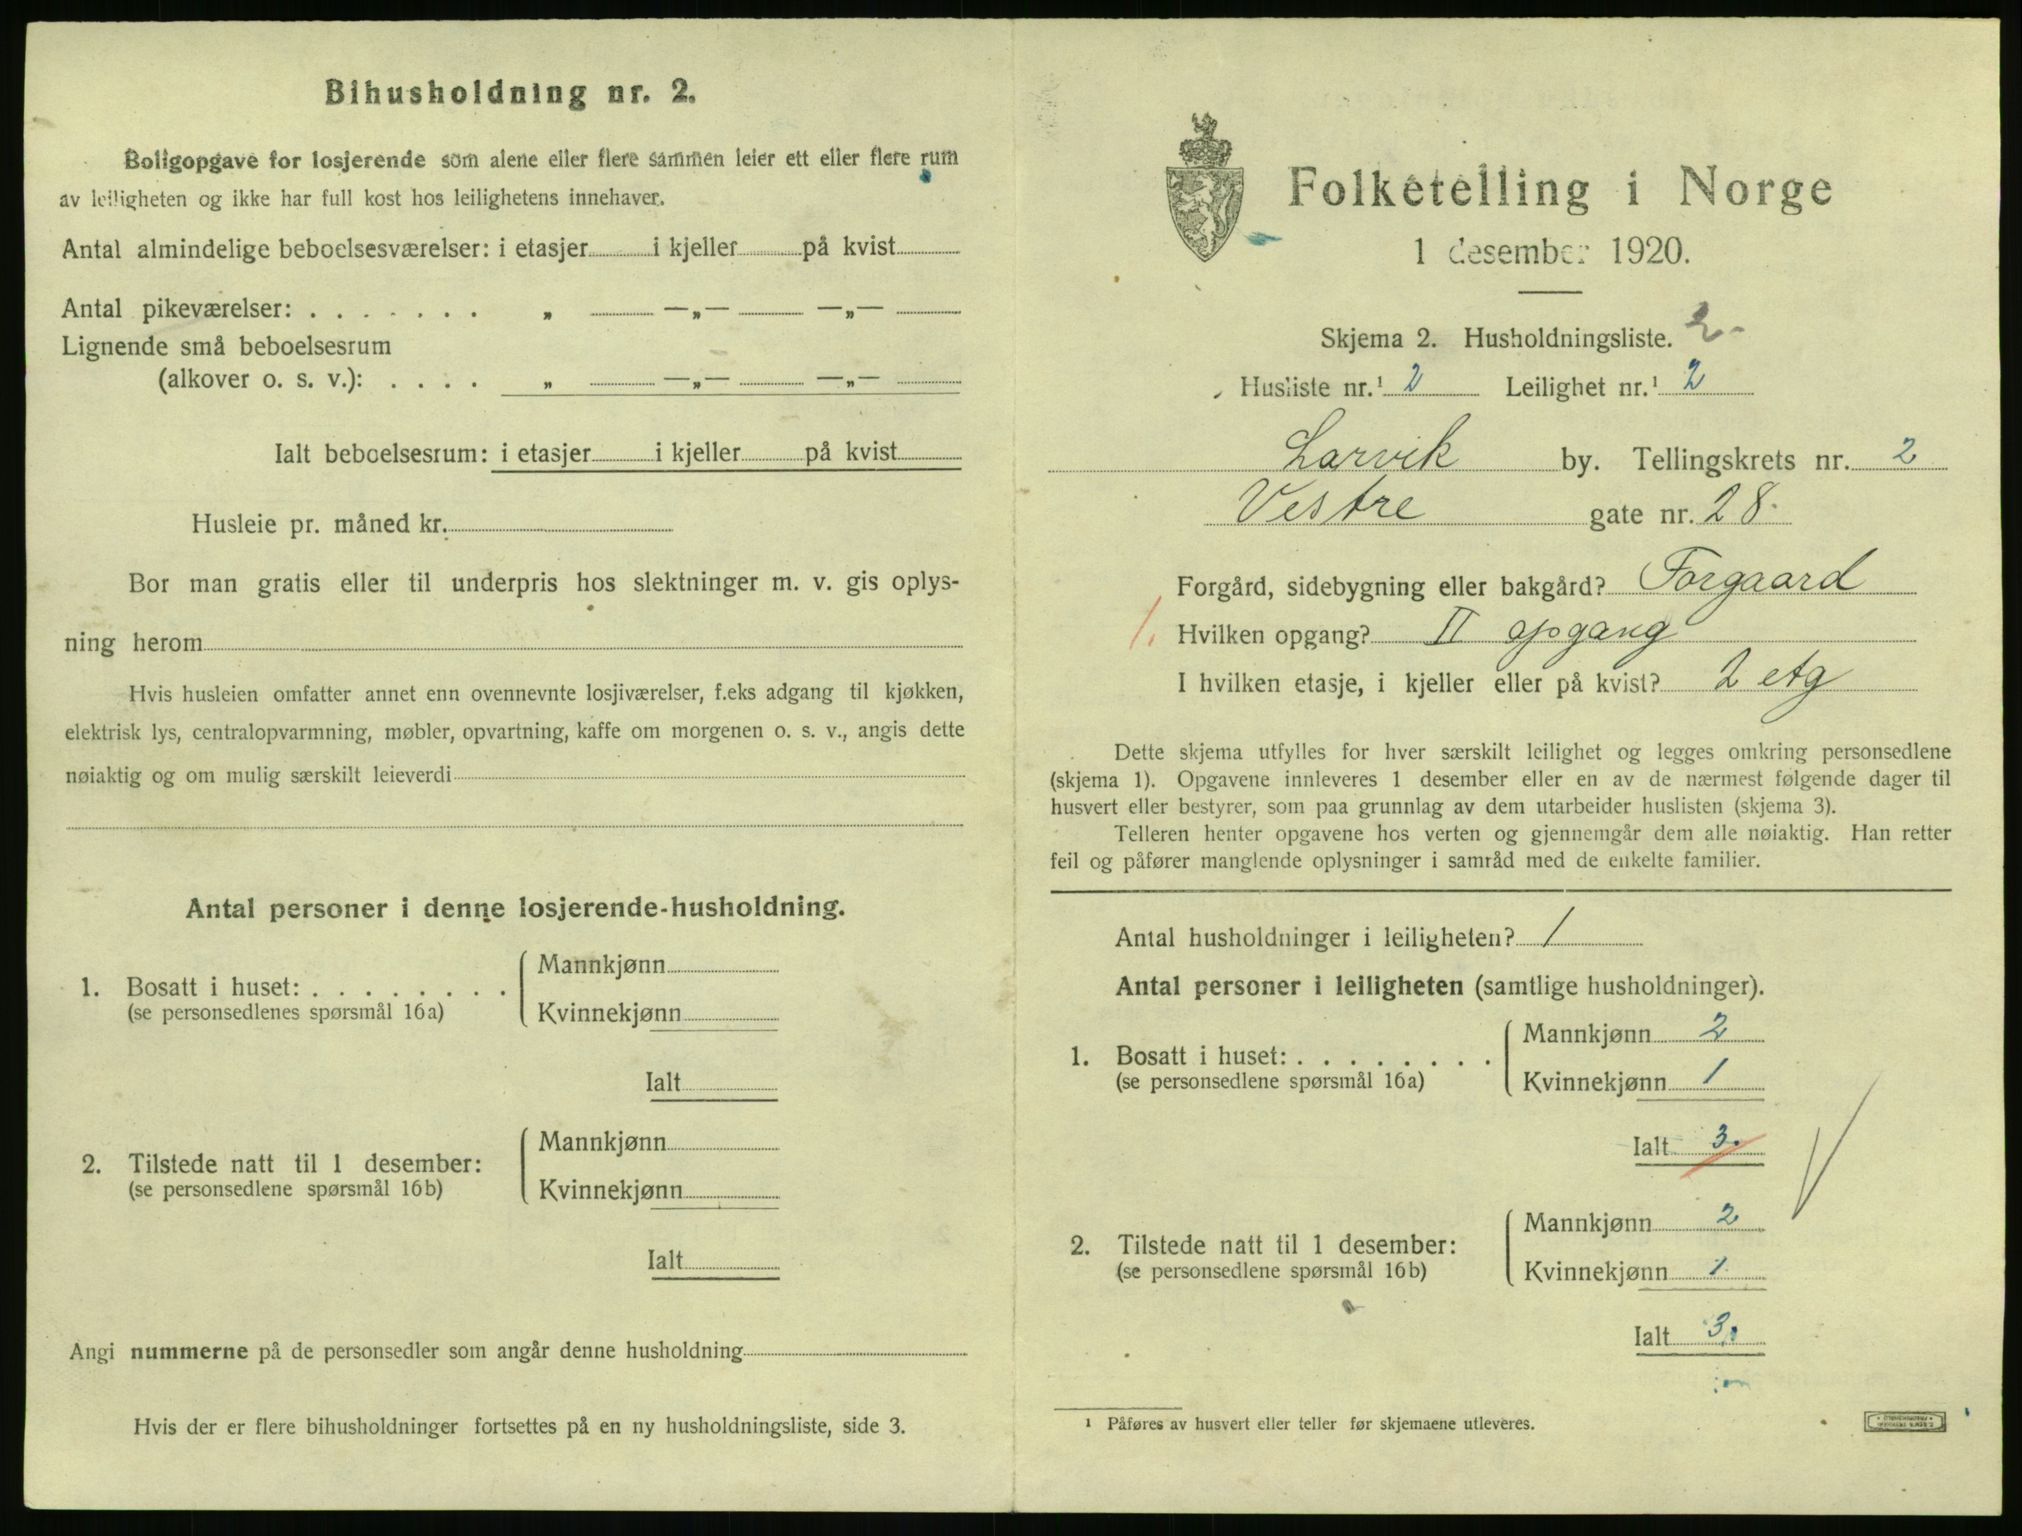 Bihusholdning nr. 2.
Boligopgave for losjerende som alene eller flere sammen leier ett eller flere rum
av leiligheten og ikke har full kost hos leilighetens innehaver.
Antal almindelige beboelsesværelser: i etasjer i kjeller på kvist
Antal pikeværelser: . . . . . . . „ —„— —„—
Lignende små beboelsesrum
(alkover o. s. v.): . . . . „ —„— —„—
Ialt beboelsesrum: i etasjer i kjeller på kvist
Husleie pr. måned kr.
Bor man gratis eller til underpris hos slektninger m. v. gis oplys-
ning herom
Hvis husleien omfatter annet enn ovennevnte losjiværelser, f.eks adgang til kjøkken,
elektrisk lys, centralopvarmning, møbler, opvartning, kaffe om morgenen o. s. v., angis dette
nøiaktig og om mulig særskilt leieverdi
Antal personer i denne losjerende-husholdning.
Mannkjønn
1. Bosatt i huset: . . . . . . . .
(se personsedlenes spørsmål 16a)
Kvinnekjønn
Ialt
Mannkjønn
2. Tilstede natt til 1 desember:
(se personsedlene spørsmål 16b)
Kvinnekjønn
Ialt
Angi nummerne på de personsedler som angår denne husholdning
Hvis der er flere bihusholdninger fortsettes på en ny husholdningsliste, side 3.
Folketelling i Norge
1 desember 1920.
Skjema 2. Husholdningsliste. 2.
Husliste nr.¹ 2 Leilighet nr.¹ 2
Larvik by. Tellingskrets nr. 2
Vestre gate nr. 28.
Forgård, sidebygning eller bakgård? Forgaard
1. Hvilken opgang? II opgang
I hvilken etasje, i kjeller eller på kvist? 2 etg
Dette skjema utfylles for hver særskilt leilighet og legges omkring personsedlene
(skjema 1). Opgavene innleveres 1 desember eller en av de nærmest følgende dager til
husvert eller bestyrer, som paa grunnlag av dem utarbeider huslisten (skjema 3).
Telleren henter opgavene hos verten og gjennemgår dem alle nøiaktig. Han retter
feil og påfører manglende oplysninger i samråd med de enkelte familier.
Antal husholdninger i leiligheten? 1
Antal personer i leiligheten (samtlige husholdninger).
Mannkjønn 2
1. Bosatt i huset: . . . . . . . .
(se personsedlene spørsmål 16a)
Kvinnekjønn 1
Ialt 3.
Mannkjønn 2
2. Tilstede natt til 1 desember:
(se personsedlene spørsmål 16b)
Kvinnekjønn 1
Ialt 3.
¹ Påføres av husvert eller teller før skjemaene utleveres.